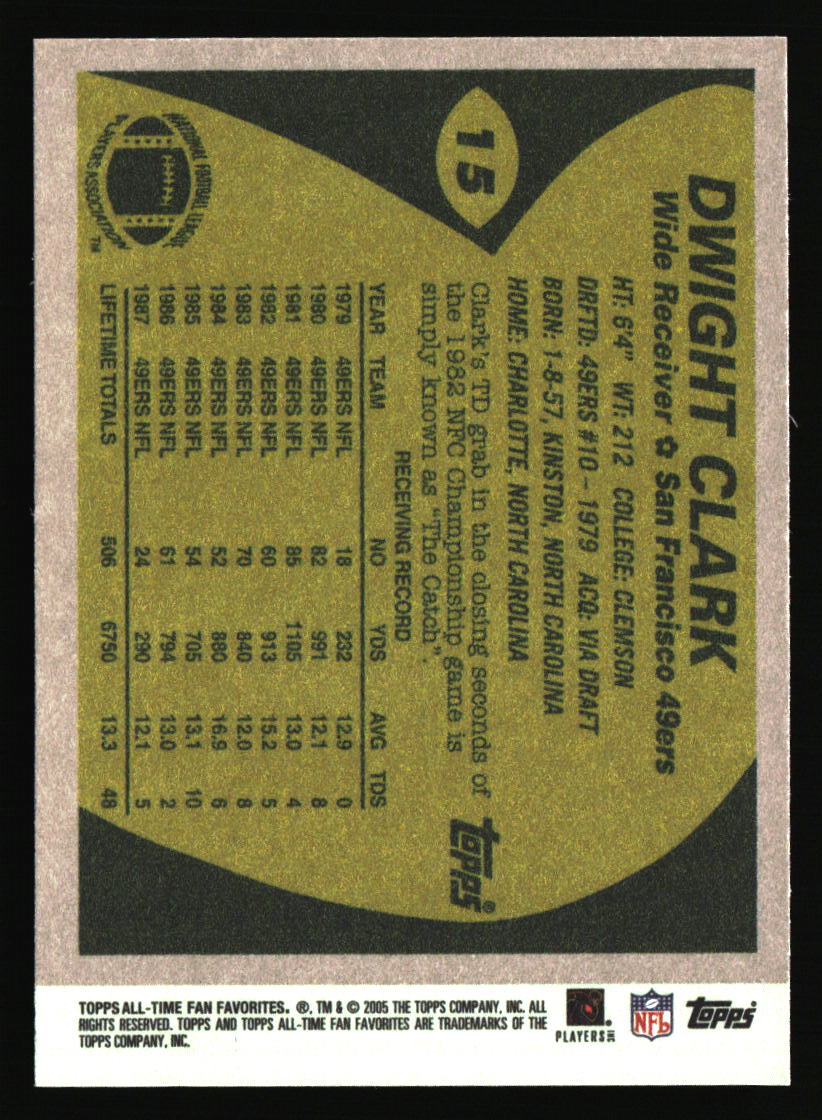 15
DWIGHT CLARK
Wide Receiver ✿ San Francisco 49ers
HT: 6'4" WT: 212 COLLEGE: CLEMSON
DRFTD: 49ERS #10 – 1979 ACQ: VIA DRAFT
BORN: 1-8-57, KINSTON, NORTH CAROLINA
HOME: CHARLOTTE, NORTH CAROLINA
Clark's TD grab in the closing seconds of
the 1982 NFC Championship game is
simply known as "The Catch".
topps®
RECEIVING RECORD
YEAR TEAM NO YDS AVG TDS
1979 49ERS NFL 18 232 12.9 0
1980 49ERS NFL 82 991 12.1 8
1981 49ERS NFL 85 1105 13.0 4
1982 49ERS NFL 60 913 15.2 5
1983 49ERS NFL 70 840 12.0 8
1984 49ERS NFL 52 880 16.9 6
1985 49ERS NFL 54 705 13.1 10
1986 49ERS NFL 61 794 13.0 2
1987 49ERS NFL 24 290 12.1 5
LIFETIME TOTALS 506 6750 13.3 48
NATIONAL FOOTBALL LEAGUE
PLAYERS ASSOCIATION
TM
TOPPS ALL-TIME FAN FAVORITES. ®, TM & © 2005 THE TOPPS COMPANY, INC. ALL
RIGHTS RESERVED. TOPPS AND TOPPS ALL-TIME FAN FAVORITES ARE TRADEMARKS OF THE
TOPPS COMPANY, INC.
PLAYERS INC
NFL
topps